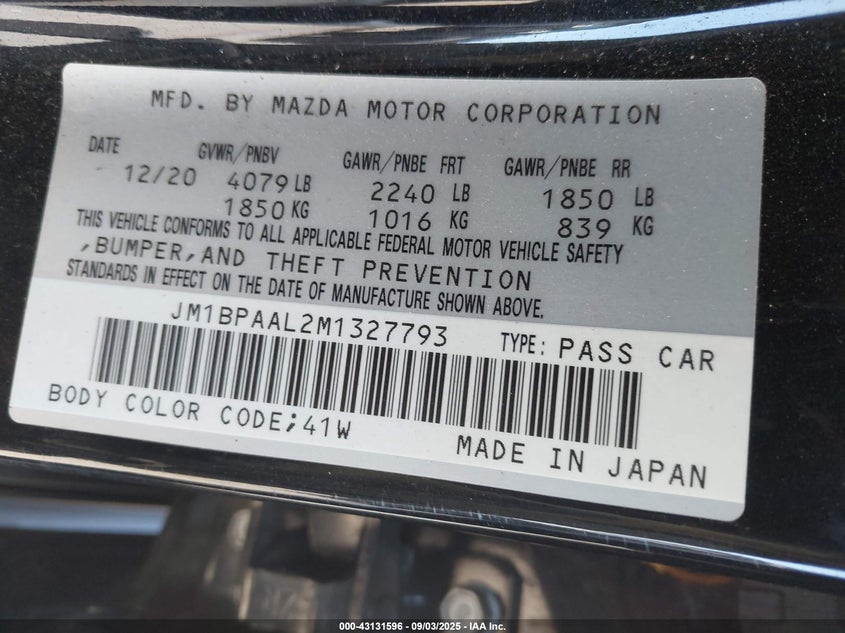 MFD. BY MAZDA MOTOR CORPORATION
DATE GVWR/PNBV GAWR/PNBE FRT GAWR/PNBE RR
12/20 4079 LB 2240 LB 1850 LB
1850 KG 1016 KG 839 KG
THIS VEHICLE CONFORMS TO ALL APPLICABLE FEDERAL MOTOR VEHICLE SAFETY
,BUMPER,AND THEFT PREVENTION
STANDARDS IN EFFECT ON THE DATE OF MANUFACTURE SHOWN ABOVE.
JM1BPAAL2M1327793 TYPE: PASS CAR
BODY COLOR CODE;41W
MADE IN JAPAN
000-43131596 - 09/03/2025 - IAA Inc.